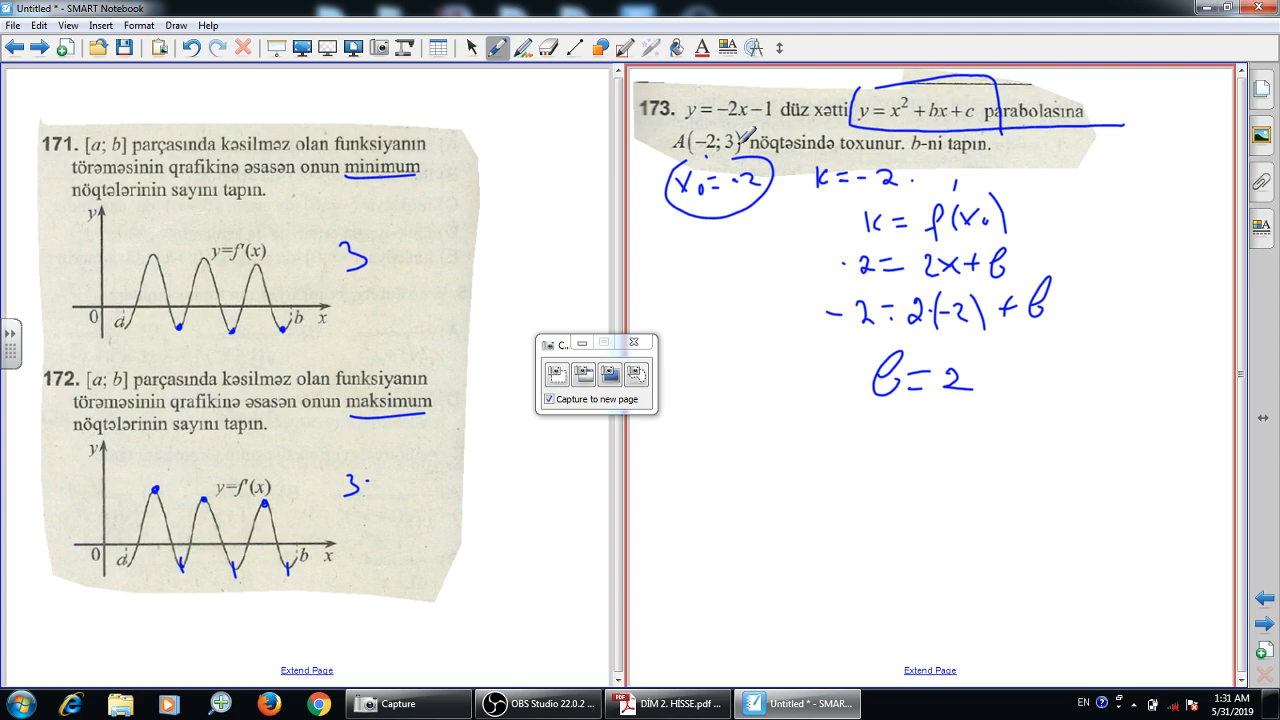 Untitled * - SMART Notebook
File Edit View Insert Format Draw Help
171. [a; b] parçasında kəsilməz olan funksiyanın
törəməsinin qrafikinə əsasən onun minimum
nöqtələrinin sayını tapın.
y
y=f'(x)
3
0 a b x
172. [a; b] parçasında kəsilməz olan funksiyanın
törəməsinin qrafikinə əsasən onun maksimum
nöqtələrinin sayını tapın.
y
y=f'(x)
3
0 a b x
Extend Page
173. y = −2x − 1 düz xətti y = x² + bx + c parabolasına
A(−2; 3) nöqtəsində toxunur. b-ni tapın.
x₀ = -2 k = -2
k = f'(x₀)
-2 = 2x + b
-2 = 2·(-2) + b
b = 2
C..
Capture to new page
Extend Page
Capture
OBS Studio 22.0.2 ...
DİM 2. HİSSE.pdf ...
Untitled * - SMAR...
EN
1:31 AM
5/31/2019